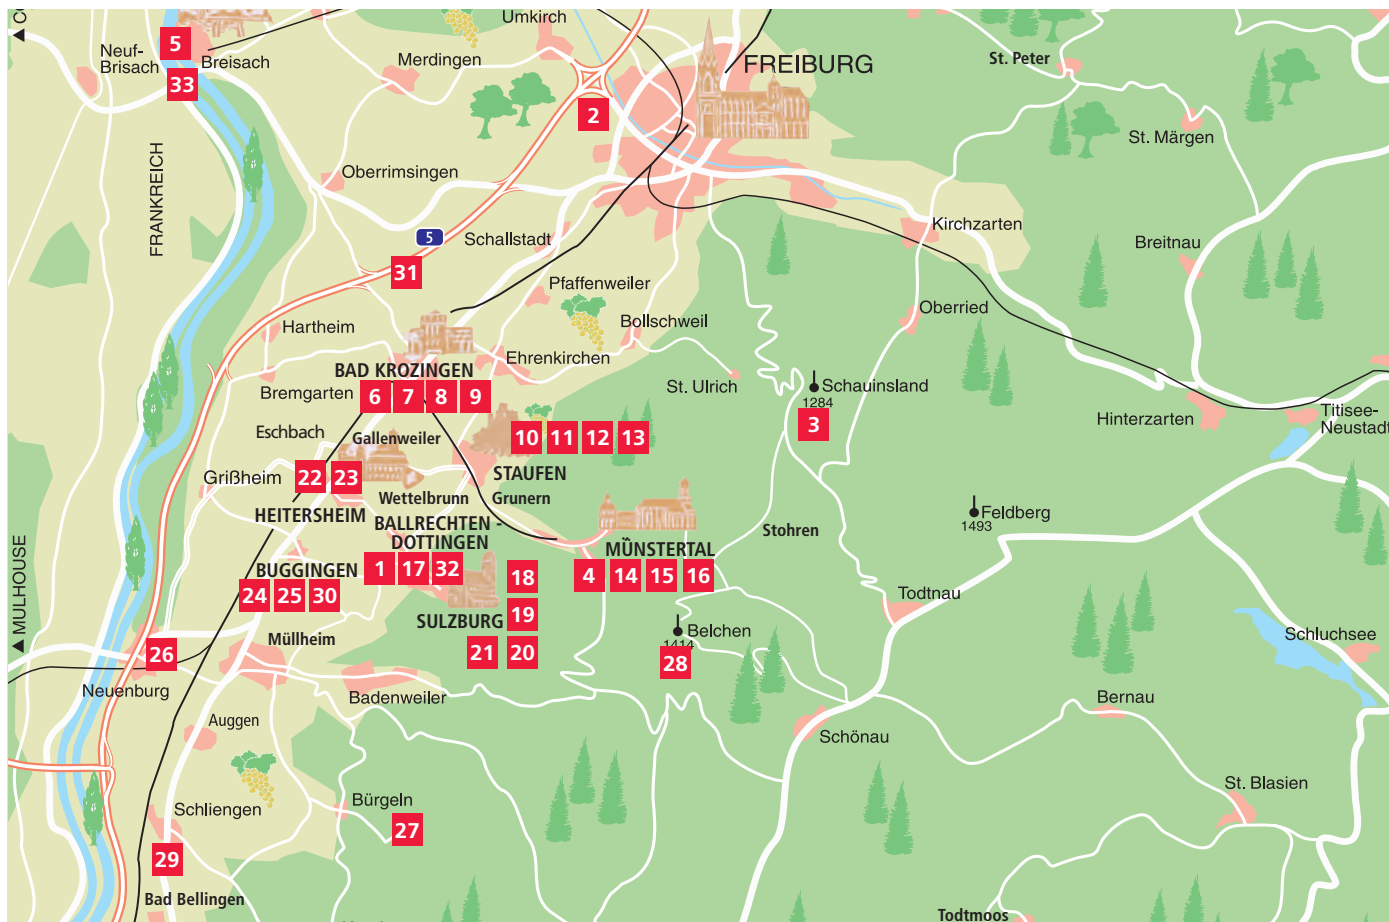 ▲ CO
5
Neuf-
Brisach
Breisach
33
Umkirch
Merdingen
2
FREIBURG
St. Peter
St. Märgen
FRANKREICH
Oberrimsingen
5
Schallstadt
31
Kirchzarten
Breitnau
Pfaffenweiler
Hartheim
Bollschweil
Oberried
Ehrenkirchen
BAD KROZINGEN
Bremgarten
6
7
8
9
St. Ulrich
Schauinsland
1284
3
Hinterzarten
Titisee-
Neustadt
Eschbach
Gallenweiler
10
11
12
13
STAUFEN
Grißheim
22
23
Wettelbrunn
Grunern
HEITERSHEIM
BALLRECHTEN -
DOTTINGEN
Stohren
Feldberg
1493
MÜNSTERTAL
BUGGINGEN
1
17
32
18
4
14
15
16
24
25
30
▲ MULHOUSE
SULZBURG
19
Todtnau
21
20
Belchen
1414
28
Schluchsee
26
Müllheim
Neuenburg
Badenweiler
Bernau
Auggen
Schönau
St. Blasien
Schliengen
Bürgeln
27
29
Bad Bellingen
Todtmoos